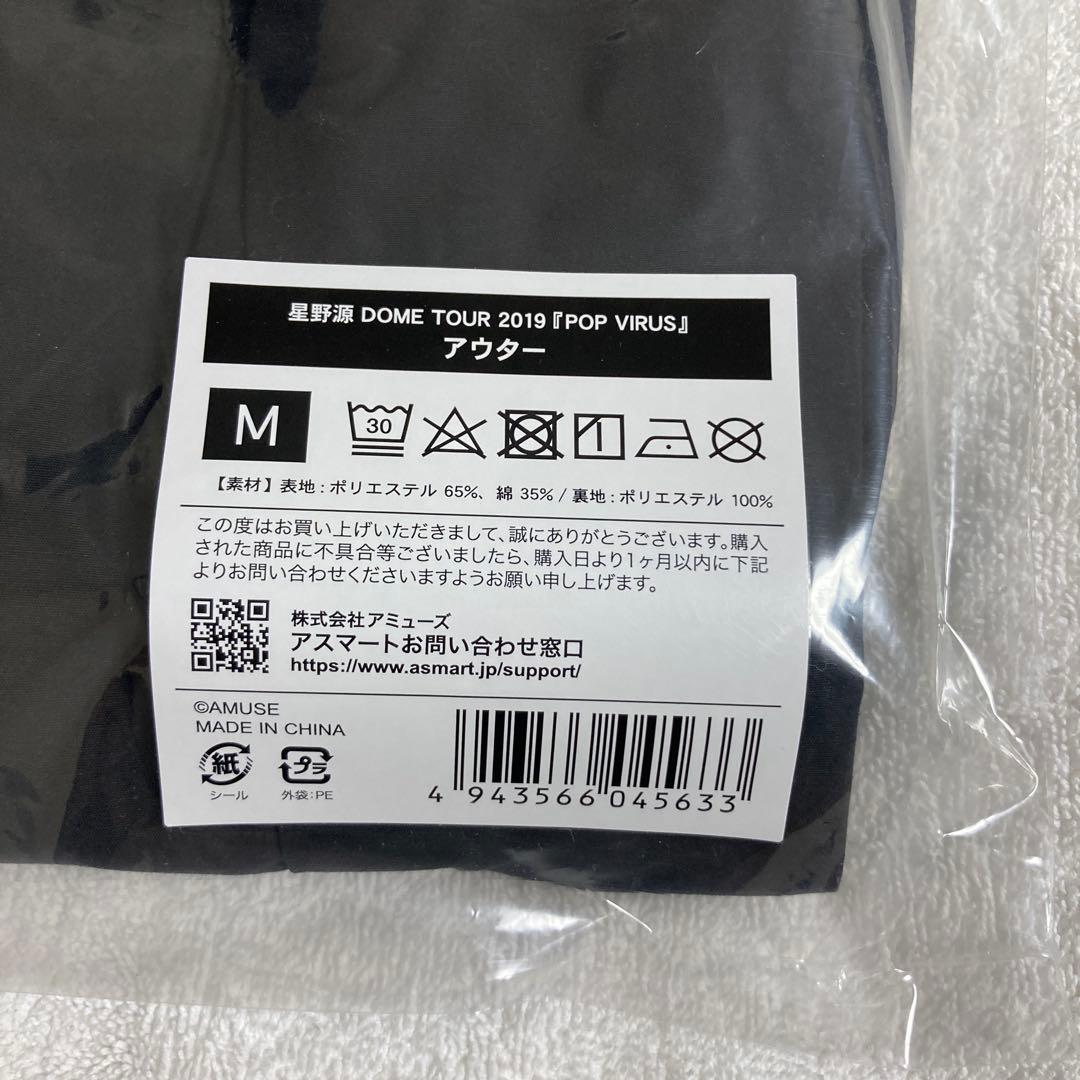 星野源 DOME TOUR 2019『POP VIRUS』
アウター
M
30
【素材】表地：ポリエステル 65%、綿 35% / 裏地：ポリエステル 100%
この度はお買い上げいただきまして、誠にありがとうございます。購入
された商品に不具合等ございましたら、購入日より1ヶ月以内に下記
よりお問い合わせくださいますようお願い申し上げます。
株式会社アミューズ
アスマートお問い合わせ窓口
https://www.asmart.jp/support/
©AMUSE
MADE IN CHINA
紙
シール
プラ
外袋：PE
4 943566 045633